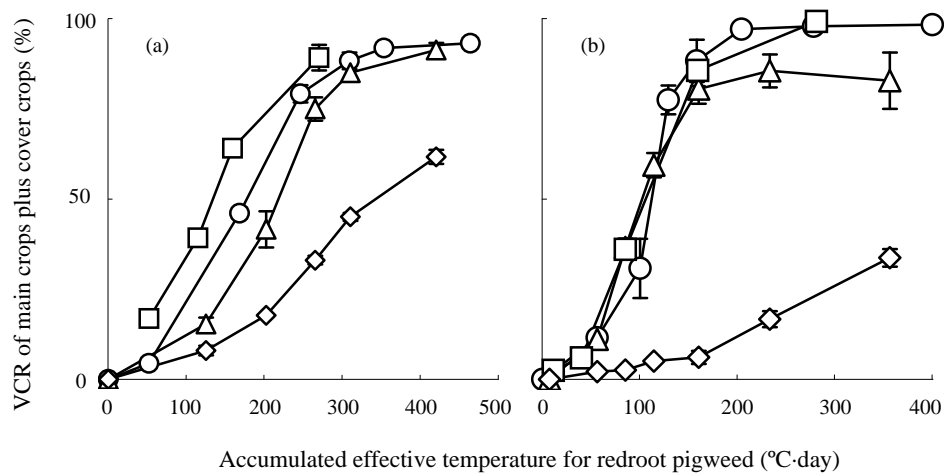 VCR of main crops plus cover crops (%)
100
50
0
(a)
(b)
0 100 200 300 400 500
0 100 200 300 400
Accumulated effective temperature for redroot pigweed (ºC·day)